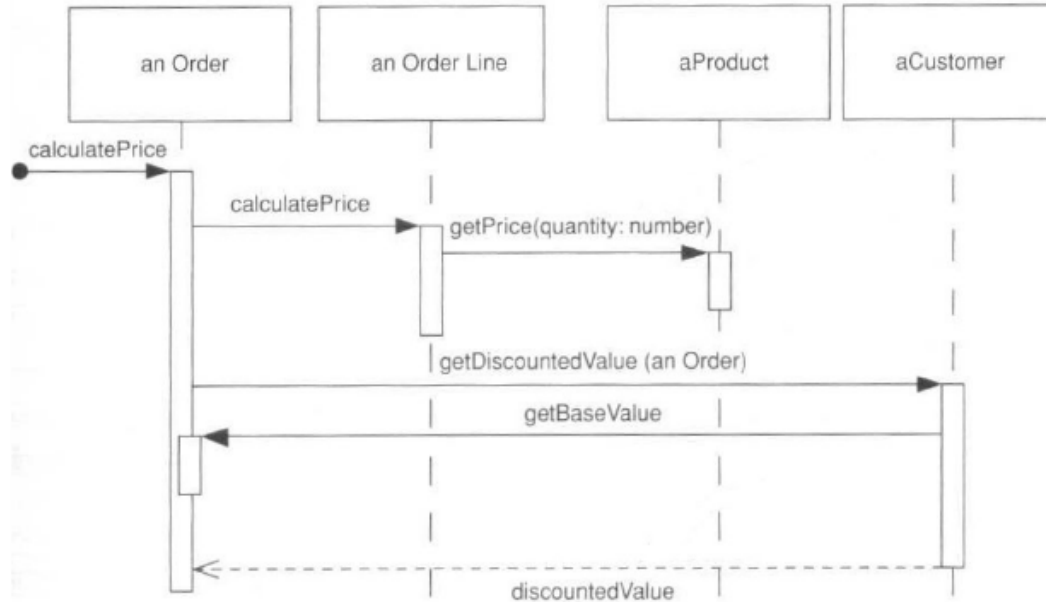 an Order
an Order Line
aProduct
aCustomer
calculatePrice
calculatePrice
getPrice(quantity: number)
getDiscountedValue (an Order)
getBaseValue
discountedValue